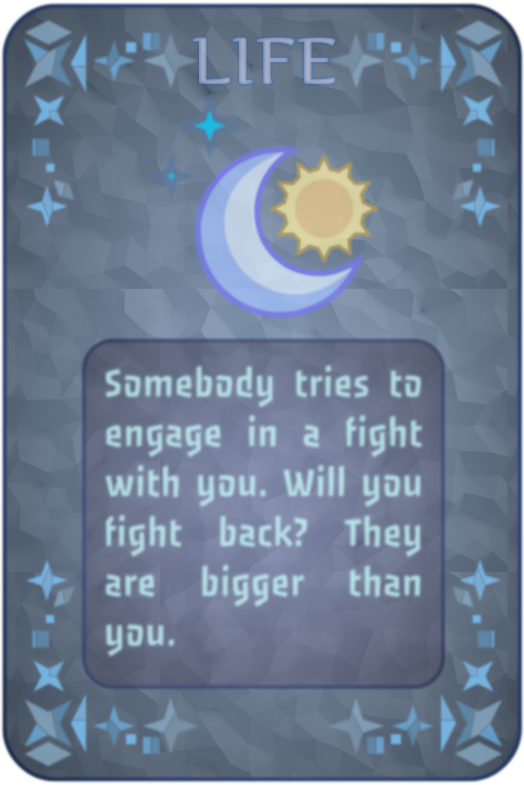 LIFE
Somebody tries to
engage in a fight
with you. Will you
fight back? They
are bigger than
you.